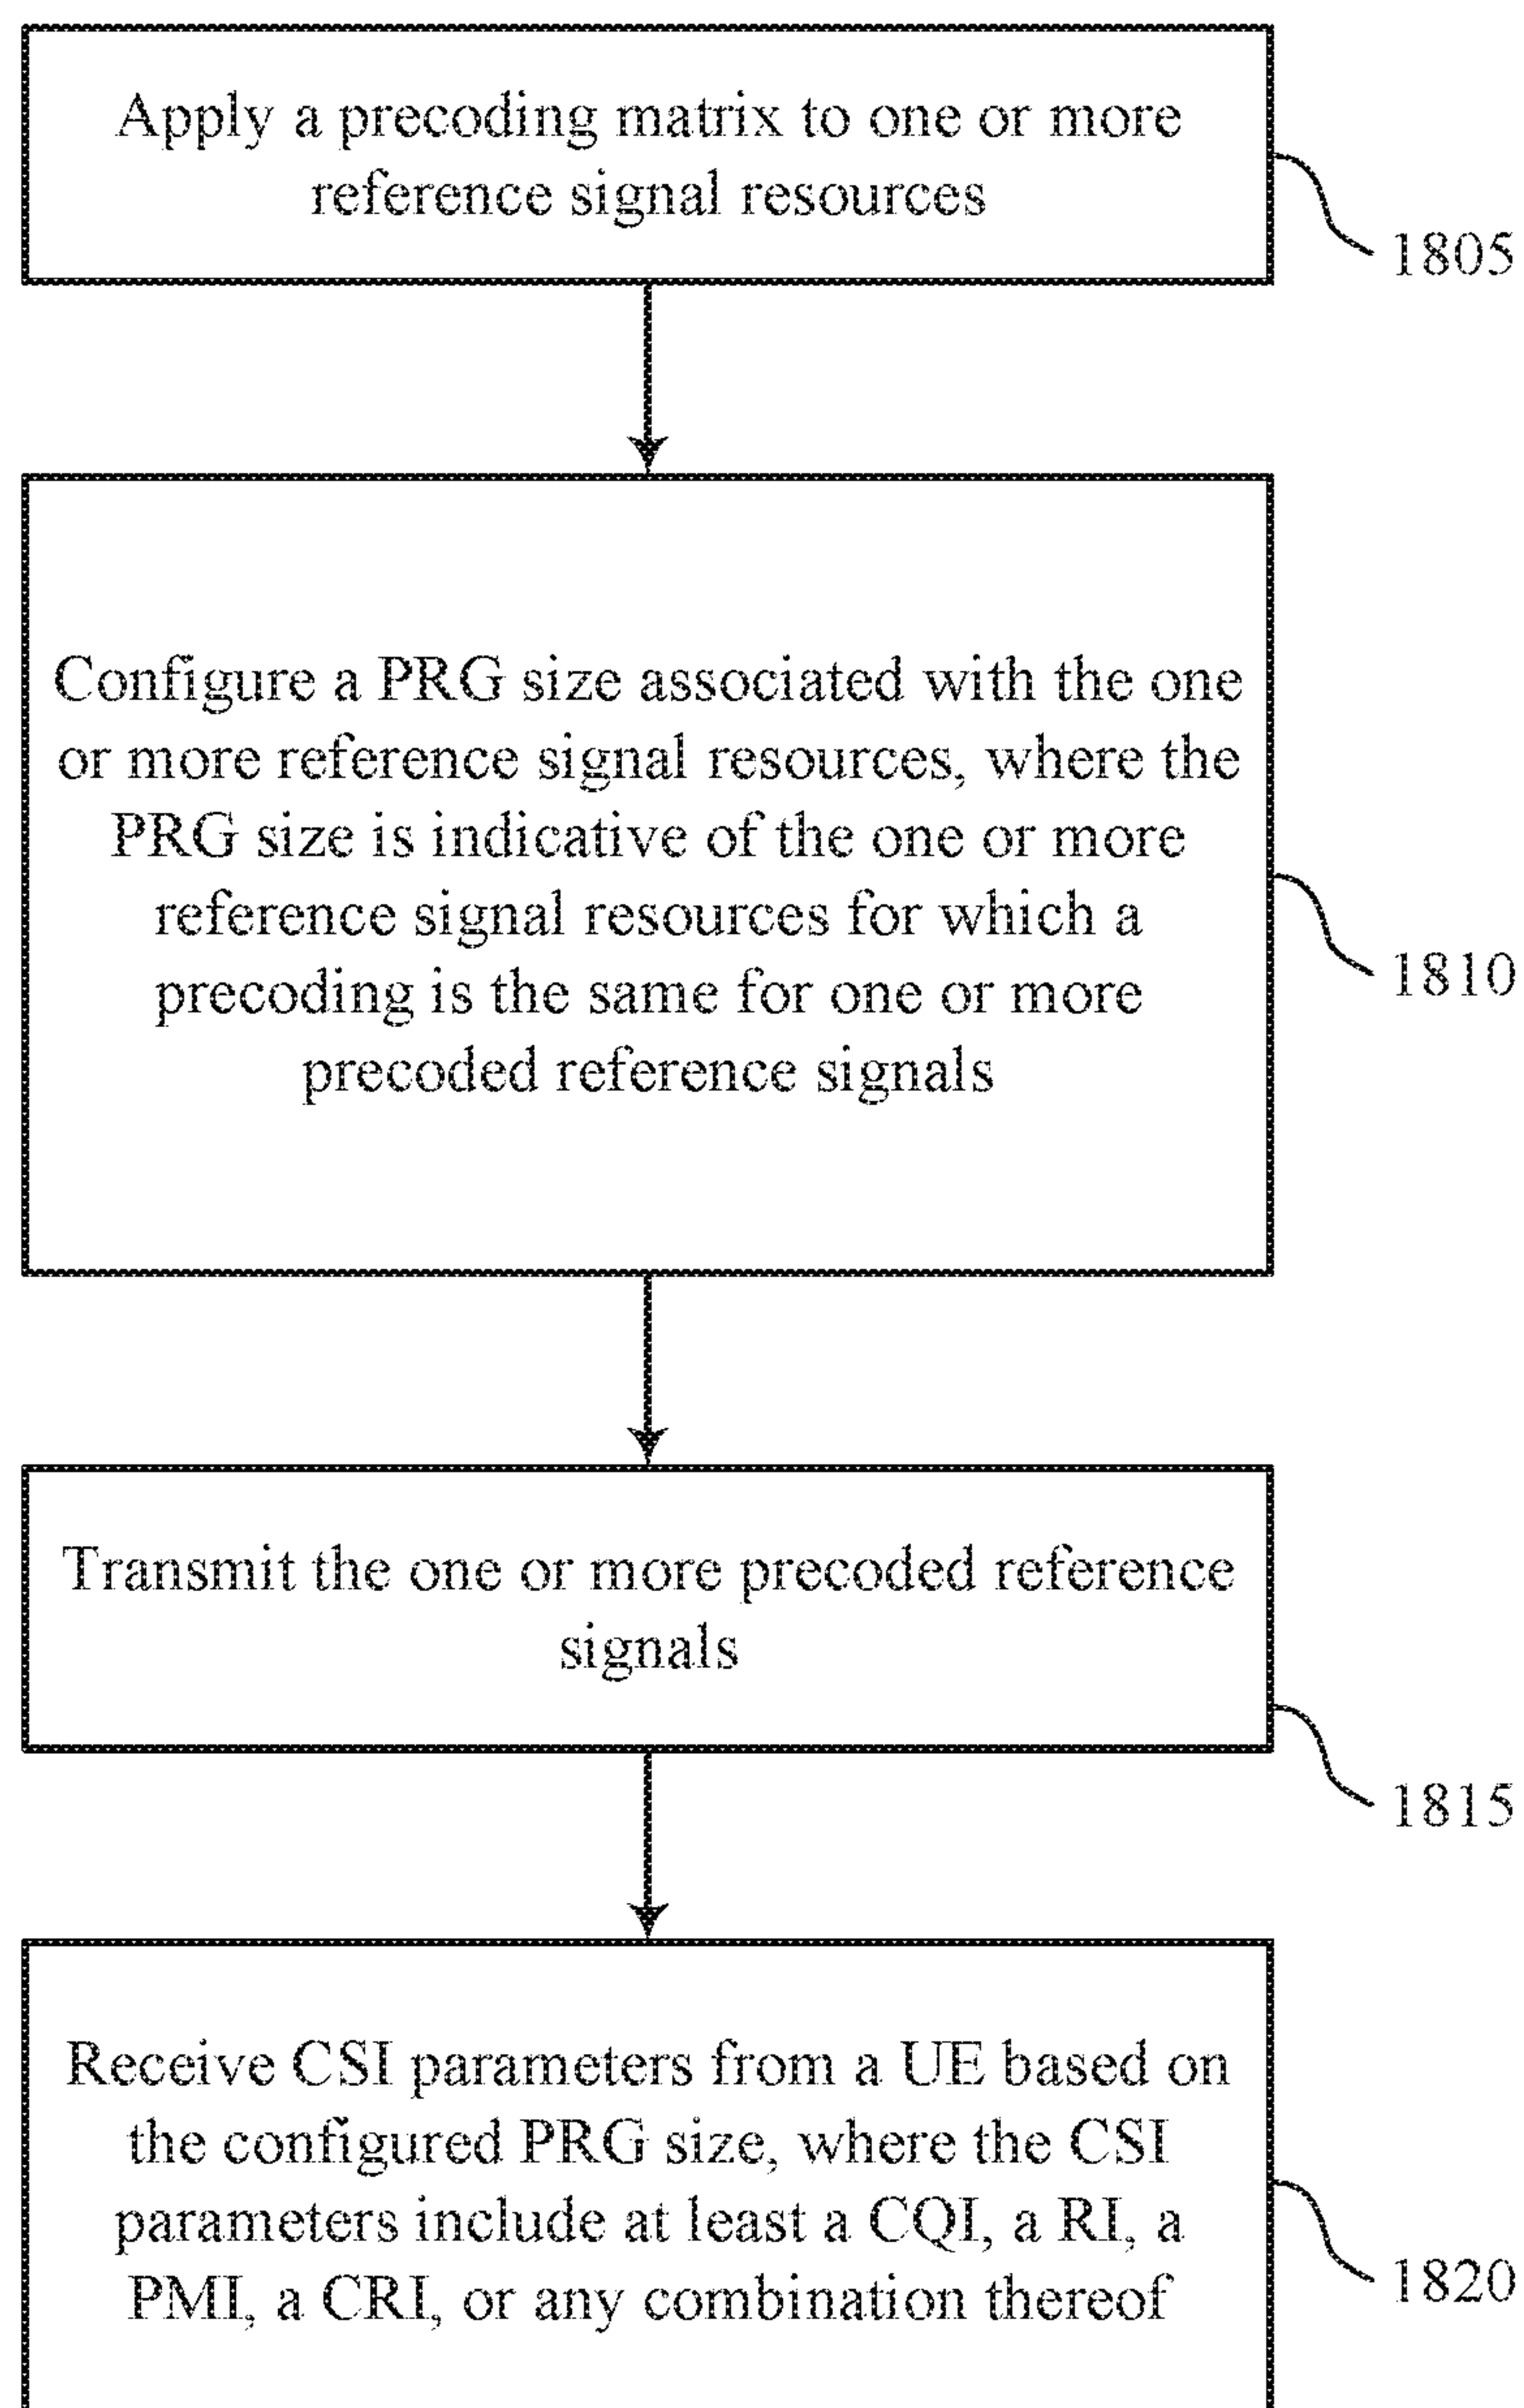 Apply a precoding matrix to one or more
reference signal resources
1805
Configure a PRG size associated with the one
or more reference signal resources, where the
PRG size is indicative of the one or more
reference signal resources for which a
precoding is the same for one or more
precoded reference signals
1810
Transmit the one or more precoded reference
signals
1815
Receive CSI parameters from a UE based on
the configured PRG size, where the CSI
parameters include at least a CQI, a RI, a
PMI, a CRI, or any combination thereof
1820